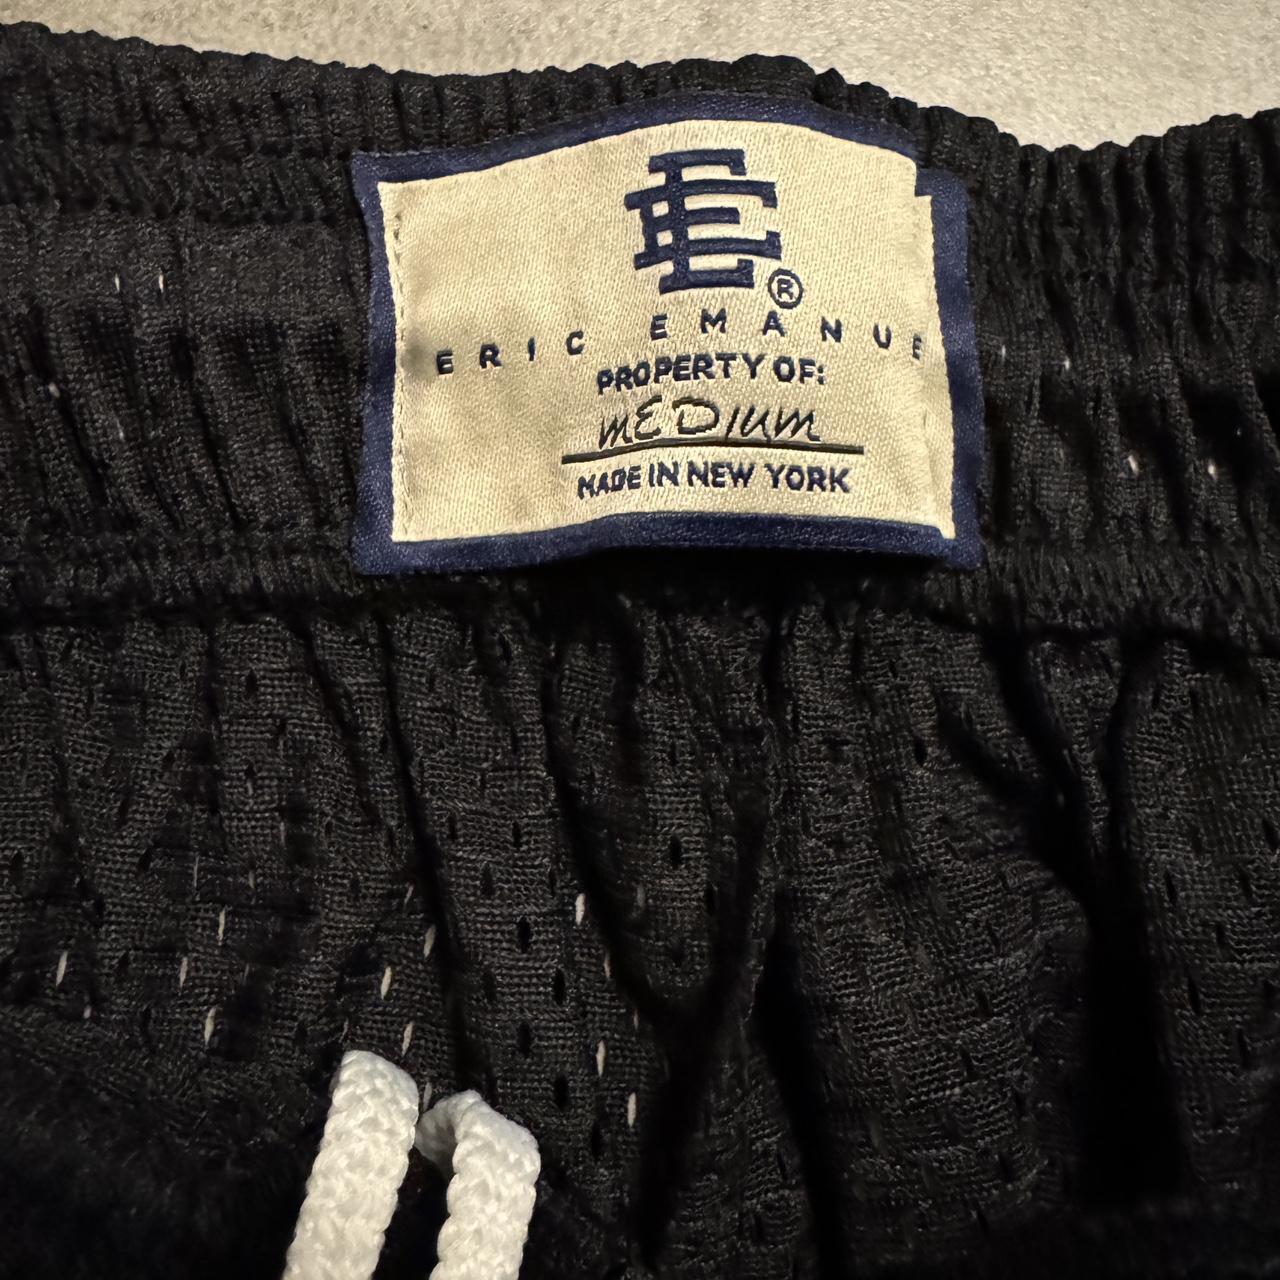 EE®
ERIC EMANUE
PROPERTY OF:
mEDIum
MADE IN NEW YORK